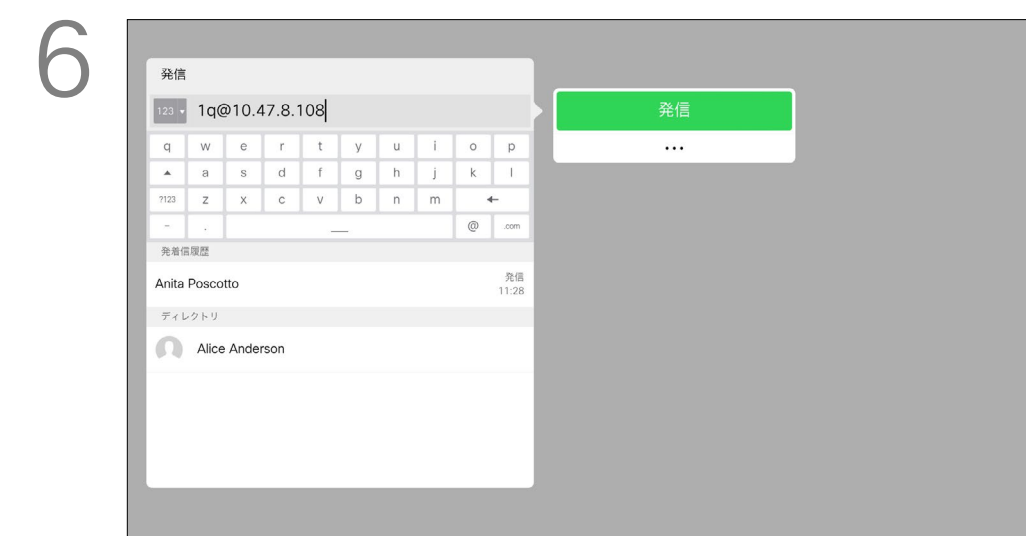 6
発信
123 1q@10.47.8.108
発信
...
q w e r t y u i o p
a s d f g h j k l
?123 z x c v b n m
- . @ .com
発着信履歴
Anita Poscotto 発信
11:28
ディレクトリ
Alice Anderson